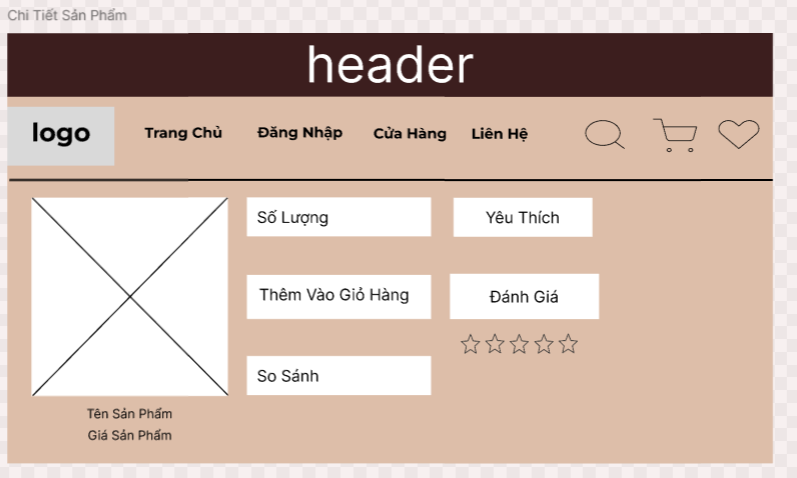 Chi Tiết Sản Phẩm
header
logo
Trang Chủ
Đăng Nhập
Cửa Hàng
Liên Hệ
Số Lượng
Yêu Thích
Thêm Vào Giỏ Hàng
Đánh Giá
So Sánh
Tên Sản Phẩm
Giá Sản Phẩm